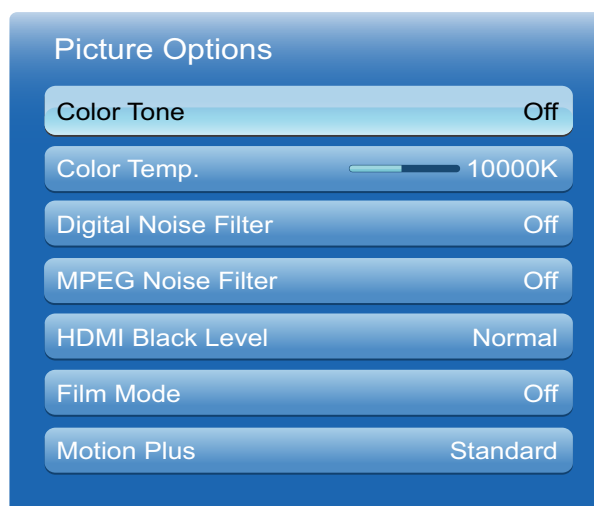 Picture Options
Color Tone Off
Color Temp. 10000K
Digital Noise Filter Off
MPEG Noise Filter Off
HDMI Black Level Normal
Film Mode Off
Motion Plus Standard